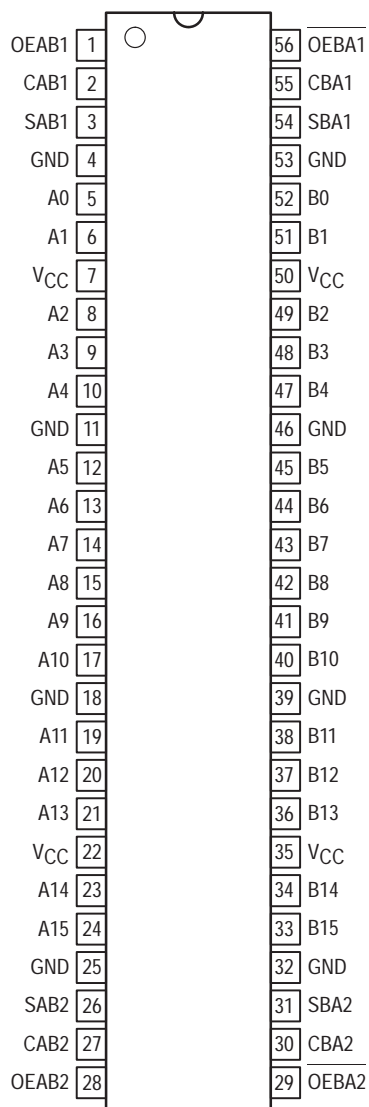 OEAB1 1 56 O̅E̅B̅A̅1̅
CAB1 2 55 CBA1
SAB1 3 54 SBA1
GND 4 53 GND
A0 5 52 B0
A1 6 51 B1
VCC 7 50 VCC
A2 8 49 B2
A3 9 48 B3
A4 10 47 B4
GND 11 46 GND
A5 12 45 B5
A6 13 44 B6
A7 14 43 B7
A8 15 42 B8
A9 16 41 B9
A10 17 40 B10
GND 18 39 GND
A11 19 38 B11
A12 20 37 B12
A13 21 36 B13
VCC 22 35 VCC
A14 23 34 B14
A15 24 33 B15
GND 25 32 GND
SAB2 26 31 SBA2
CAB2 27 30 CBA2
OEAB2 28 29 O̅E̅B̅A̅2̅